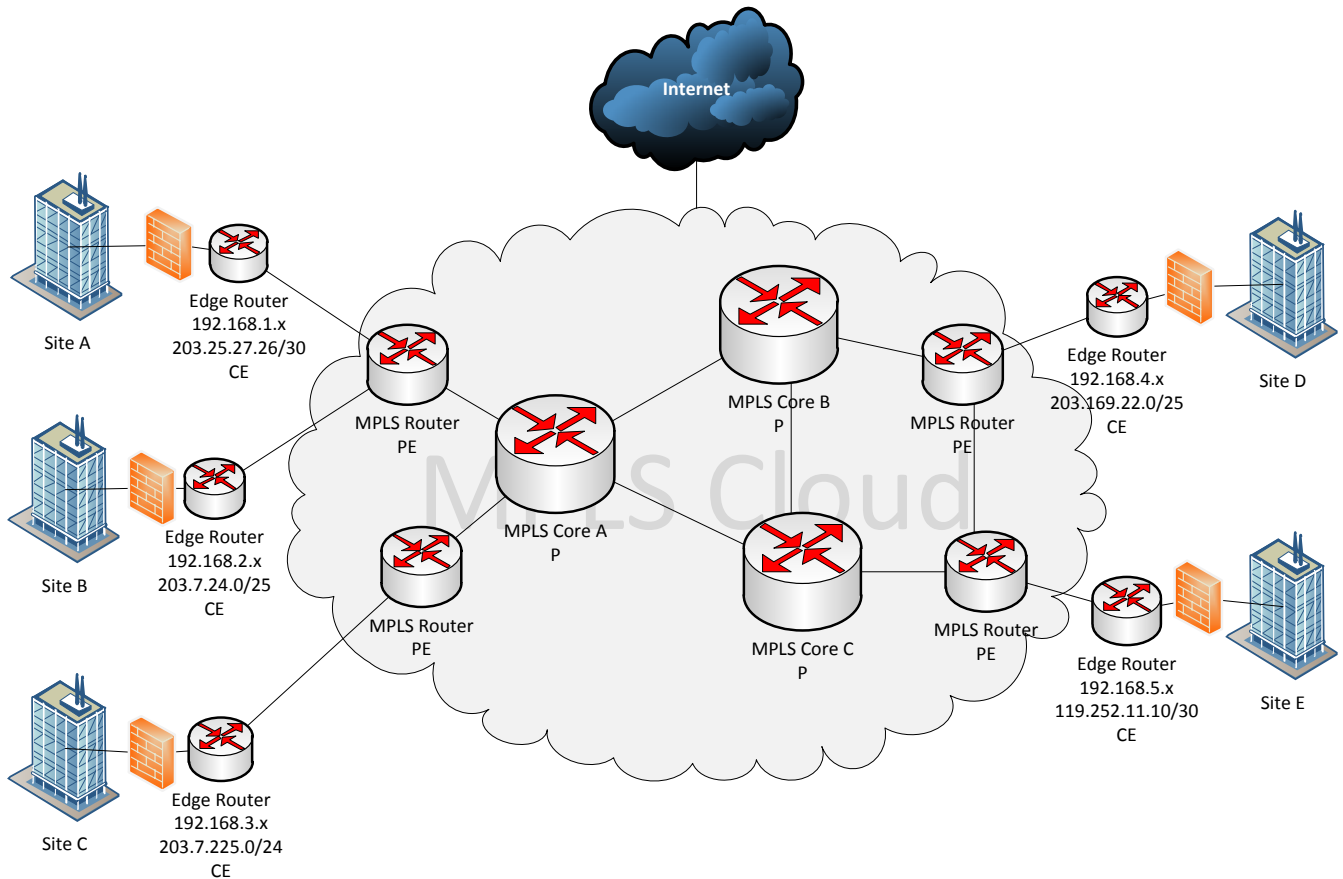 Internet
Edge Router
192.168.1.x
203.25.27.26/30
CE
Site A
Edge Router
192.168.2.x
203.7.24.0/25
CE
Site B
Edge Router
192.168.3.x
203.7.225.0/24
CE
Site C
MPLS Router
PE
MPLS Router
PE
MPLS Core A
P
MPLS Core B
P
MPLS Core C
P
MPLS Cloud
MPLS Router
PE
MPLS Router
PE
Edge Router
192.168.4.x
203.169.22.0/25
CE
Site D
Edge Router
192.168.5.x
119.252.11.10/30
CE
Site E